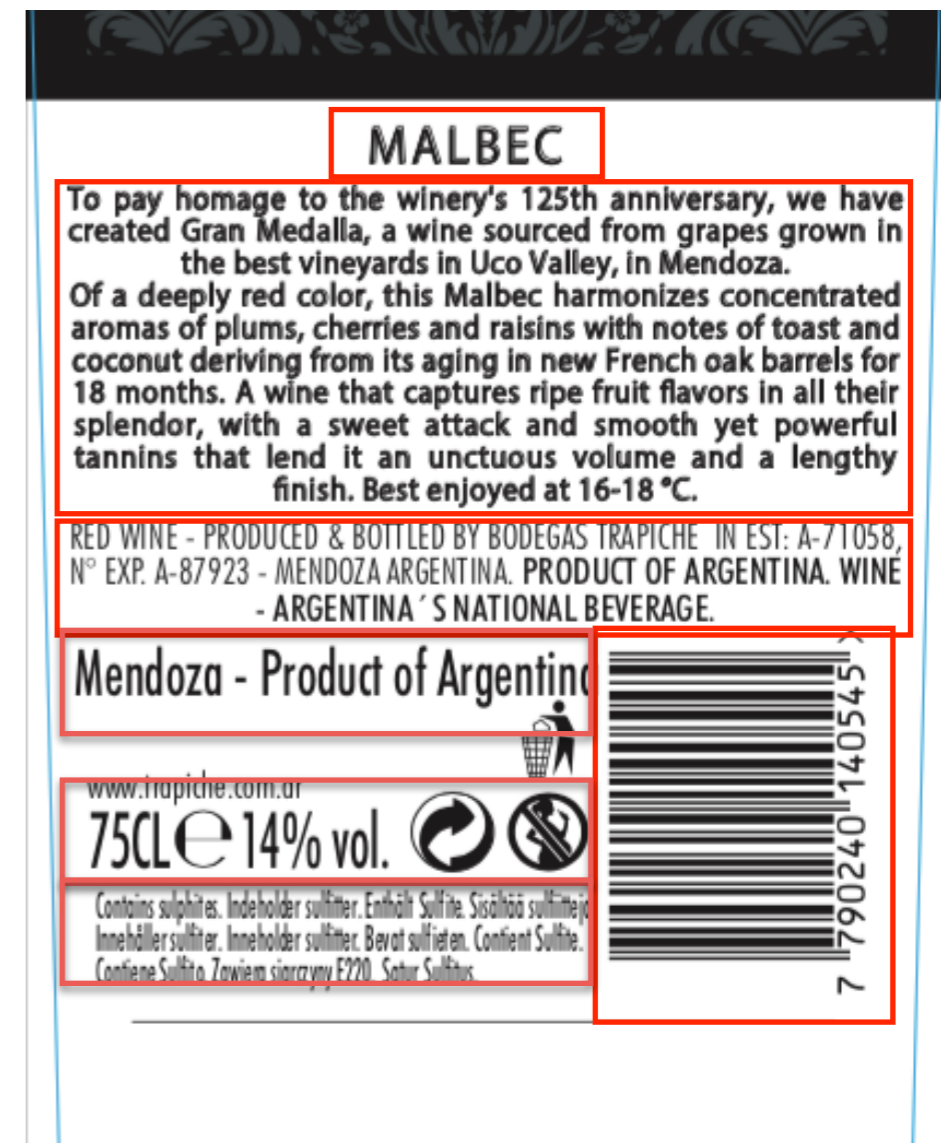 MALBEC
To pay homage to the winery's 125th anniversary, we have
created Gran Medalla, a wine sourced from grapes grown in
the best vineyards in Uco Valley, in Mendoza.
Of a deeply red color, this Malbec harmonizes concentrated
aromas of plums, cherries and raisins with notes of toast and
coconut deriving from its aging in new French oak barrels for
18 months. A wine that captures ripe fruit flavors in all their
splendor, with a sweet attack and smooth yet powerful
tannins that lend it an unctuous volume and a lengthy
finish. Best enjoyed at 16-18 °C.
RED WINE - PRODUCED & BOTTLED BY BODEGAS TRAPICHE IN EST: A-71058,
N° EXP. A-87923 - MENDOZA ARGENTINA. PRODUCT OF ARGENTINA. WINE
- ARGENTINA´S NATIONAL BEVERAGE.
Mendoza - Product of Argentina
www.trapiche.com.ar
75CL e 14% vol.
Contains sulphites. Indeholder sulfitter. Enthält Sulfite. Sisältää sulfiitteja
Innehåller sulfiter. Inneholder sulfitter. Bevat sulfieten. Contient Sulfite.
Contiene Sulfito. Zawiera siarczyny E220. Satur Sulfitus.
7 790240 140545 >